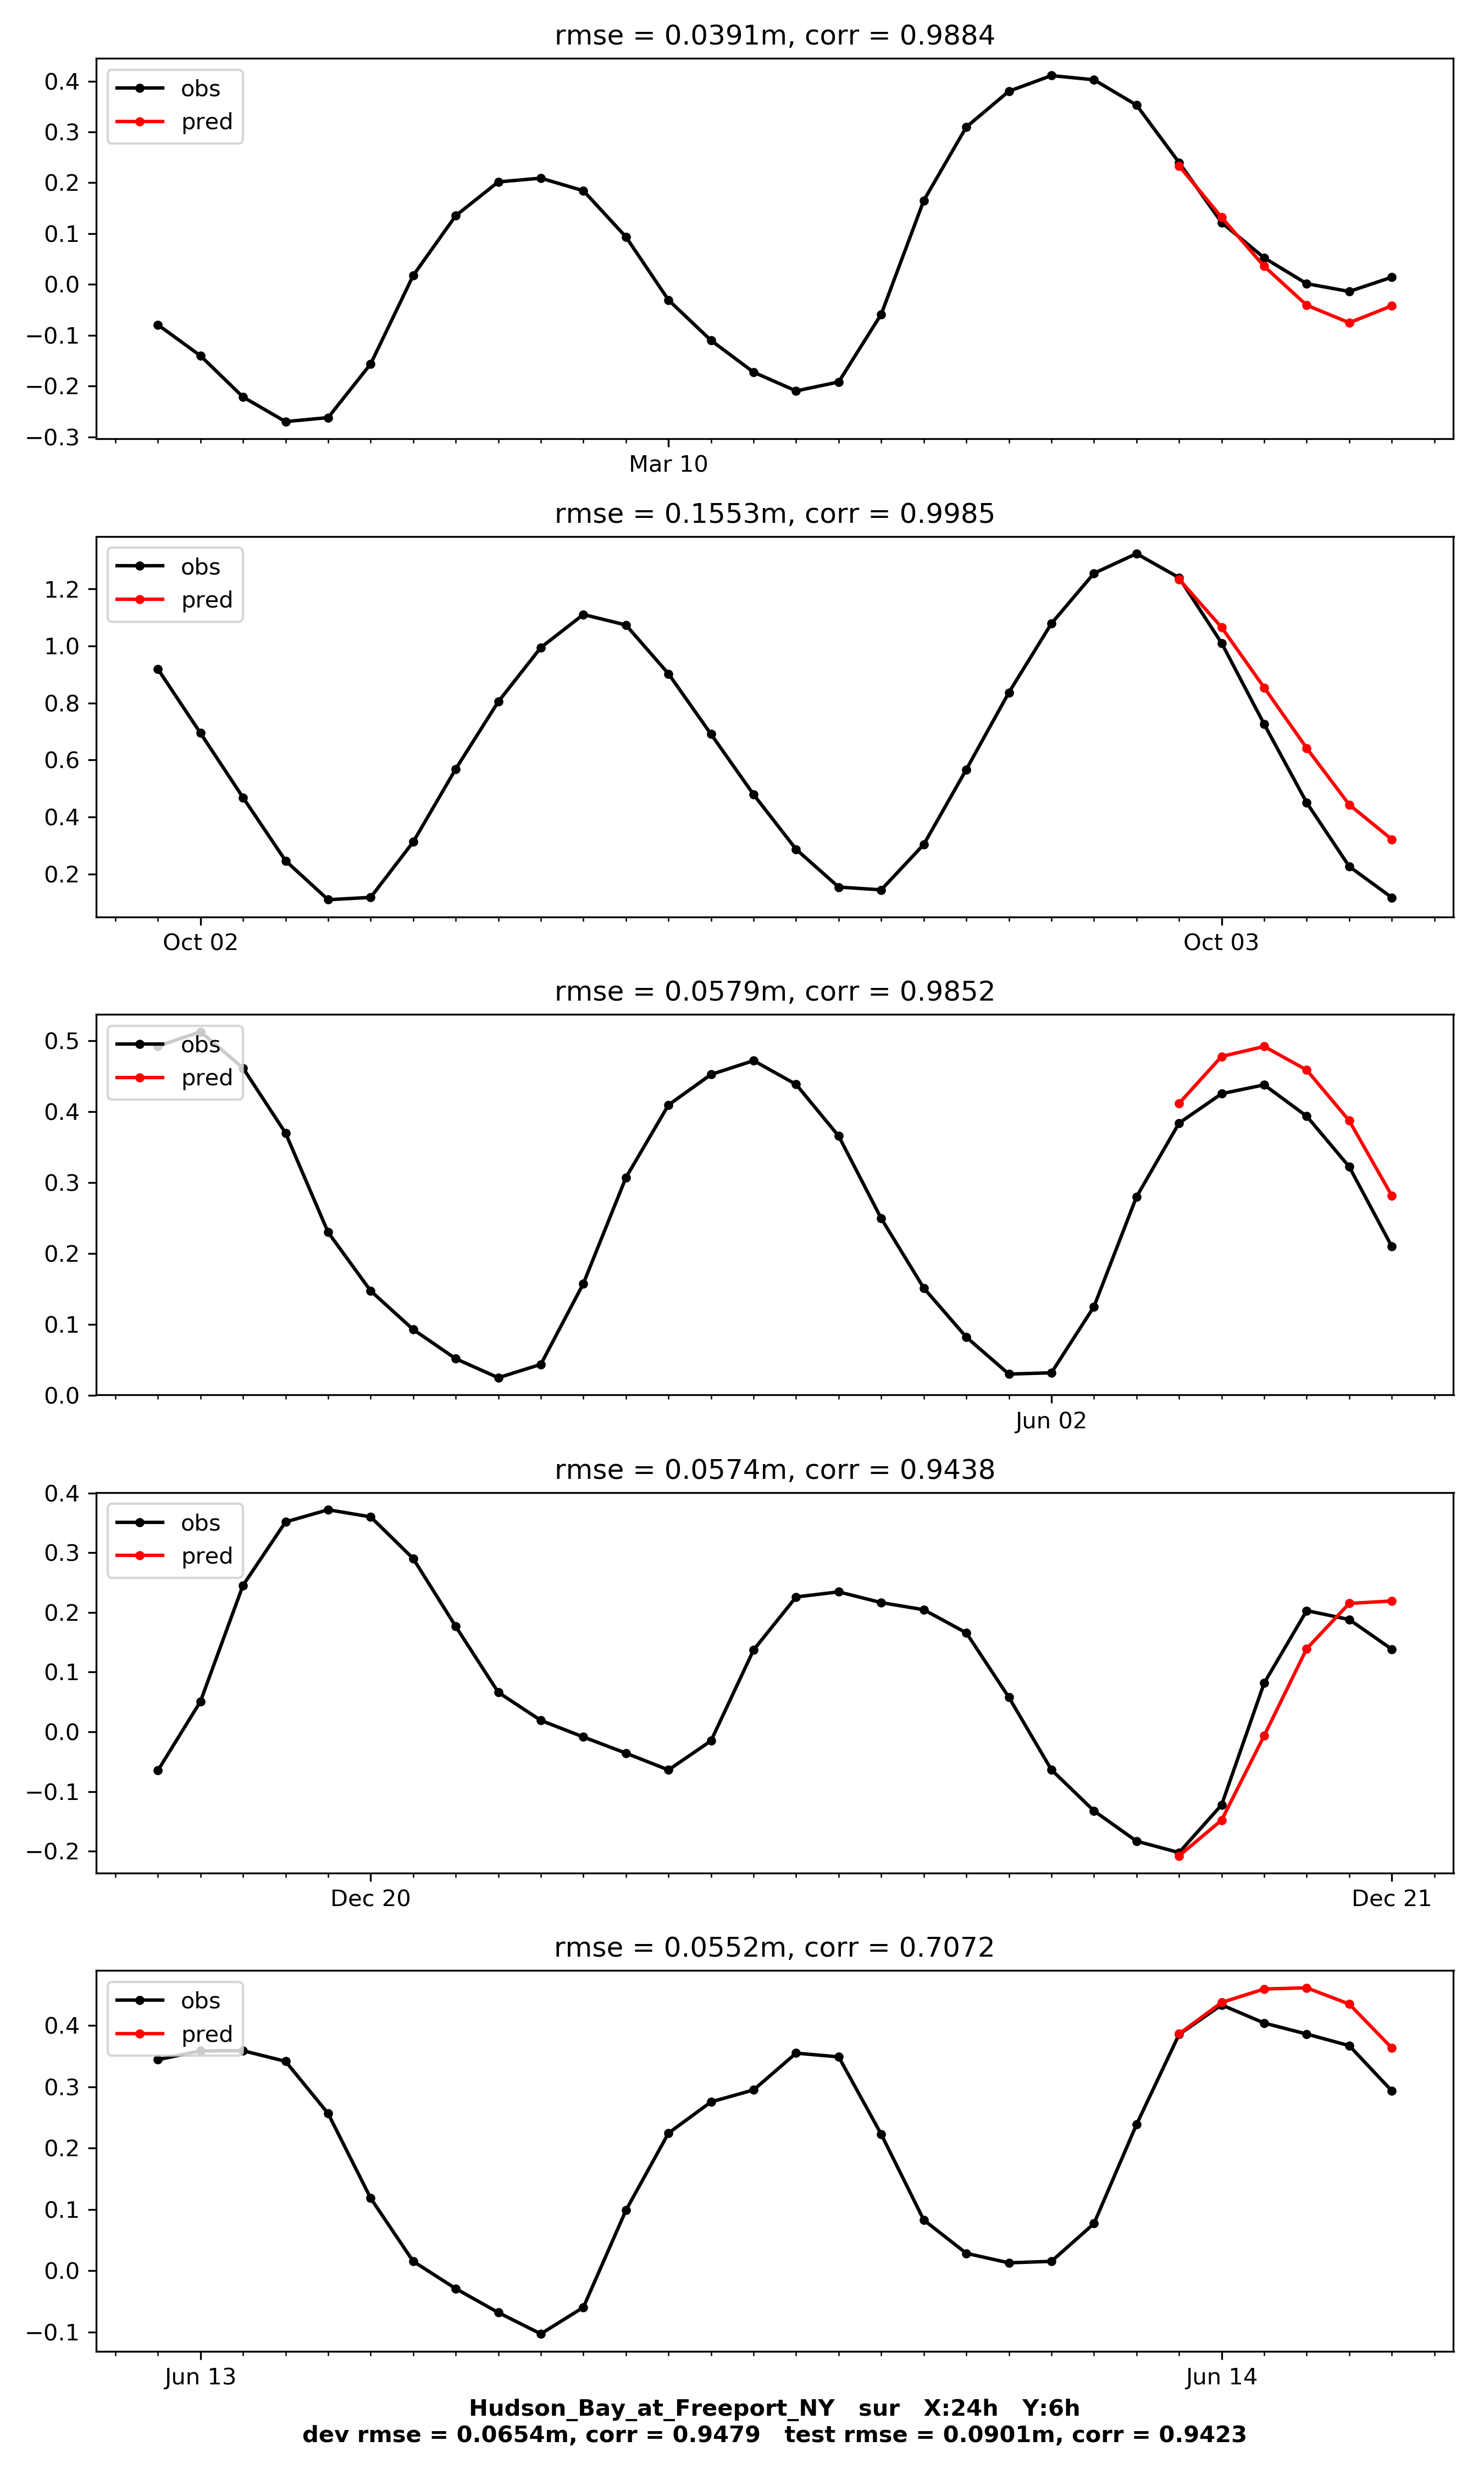 rmse = 0.0391m, corr = 0.9884
obs
pred
0.4
0.3
0.2
0.1
0.0
−0.1
−0.2
−0.3
Mar 10
rmse = 0.1553m, corr = 0.9985
obs
pred
1.2
1.0
0.8
0.6
0.4
0.2
Oct 02 Oct 03
rmse = 0.0579m, corr = 0.9852
obs
pred
0.5
0.4
0.3
0.2
0.1
0.0
Jun 02
rmse = 0.0574m, corr = 0.9438
obs
pred
0.4
0.3
0.2
0.1
0.0
−0.1
−0.2
Dec 20 Dec 21
rmse = 0.0552m, corr = 0.7072
obs
pred
0.4
0.3
0.2
0.1
0.0
−0.1
Jun 13 Jun 14
Hudson_Bay_at_Freeport_NY sur X:24h Y:6h
dev rmse = 0.0654m, corr = 0.9479 test rmse = 0.0901m, corr = 0.9423